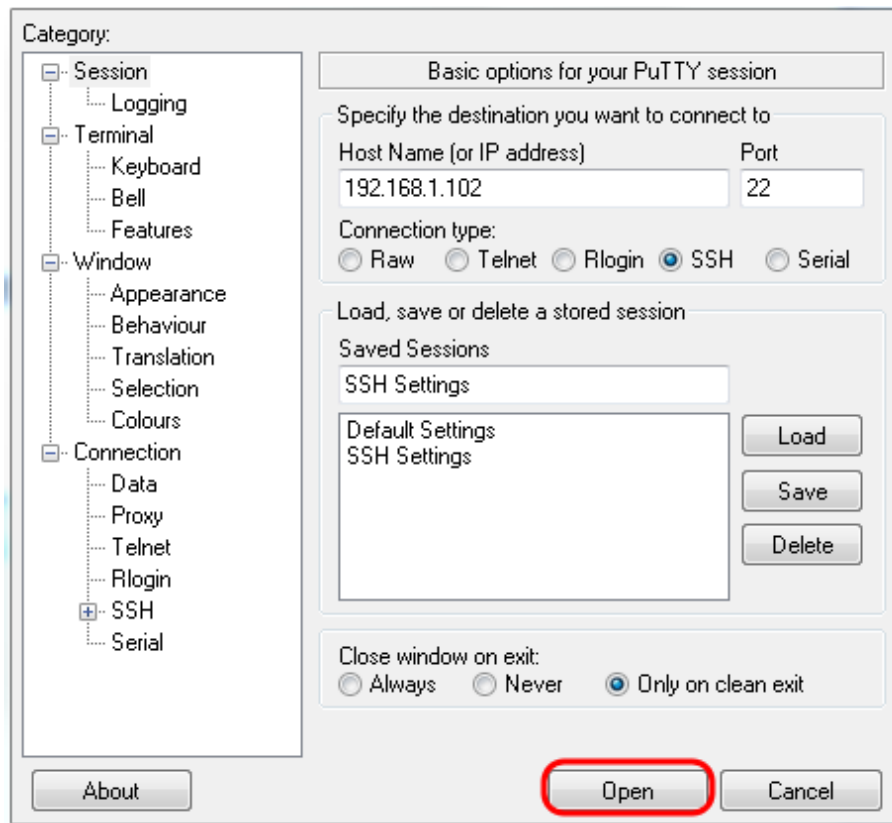 Category:
Session
Logging
Terminal
Keyboard
Bell
Features
Window
Appearance
Behaviour
Translation
Selection
Colours
Connection
Data
Proxy
Telnet
Rlogin
SSH
Serial
Basic options for your PuTTY session
Specify the destination you want to connect to
Host Name (or IP address) Port
192.168.1.102 22
Connection type:
Raw Telnet Rlogin SSH Serial
Load, save or delete a stored session
Saved Sessions
SSH Settings
Default Settings
SSH Settings
Load
Save
Delete
Close window on exit:
Always Never Only on clean exit
About Open Cancel